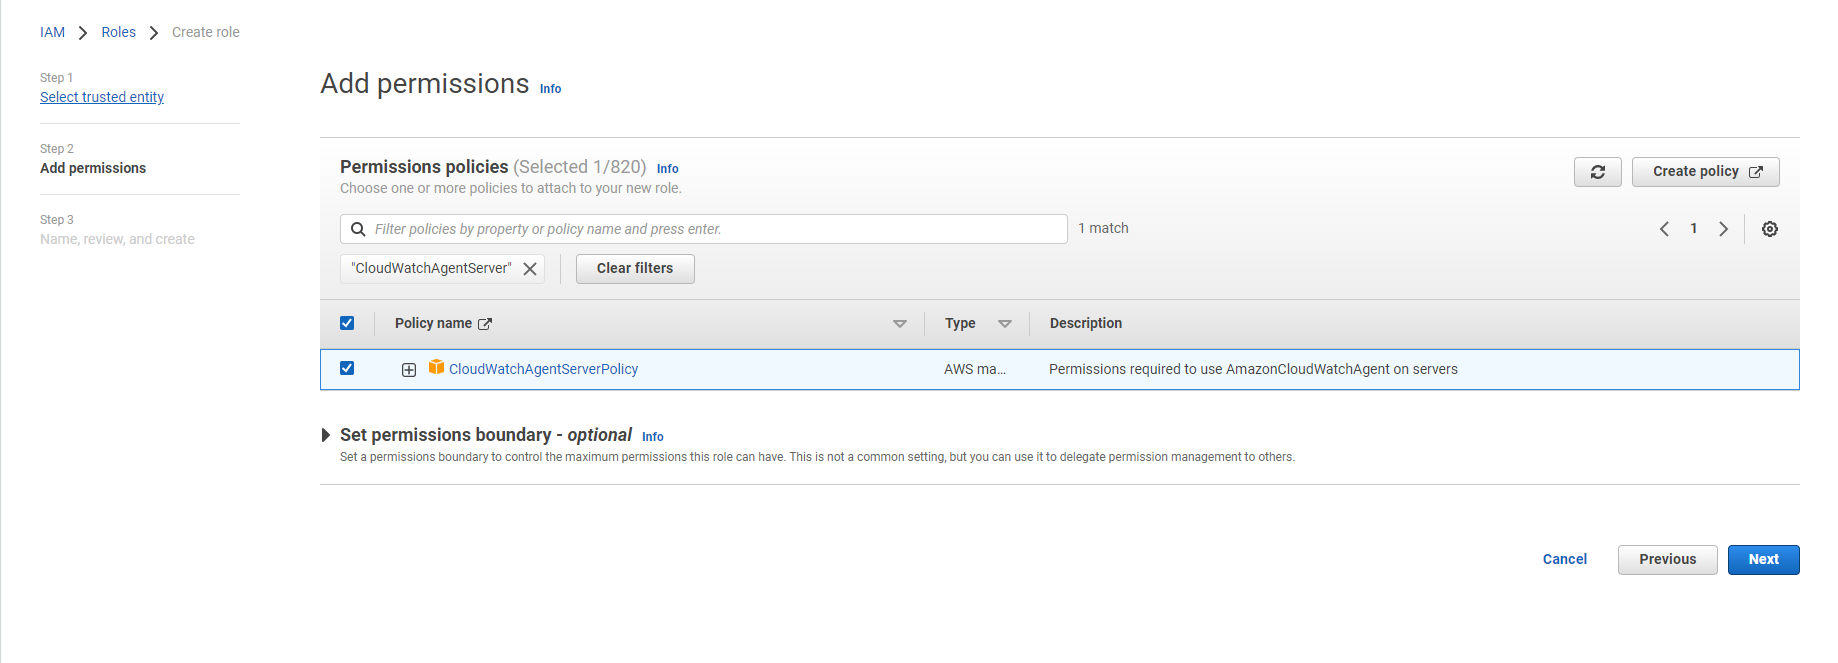 IAM > Roles > Create role
Step 1
Select trusted entity
Step 2
Add permissions
Step 3
Name, review, and create
Add permissions Info
Permissions policies (Selected 1/820) Info
Choose one or more policies to attach to your new role.
Create policy
Filter policies by property or policy name and press enter.
1 match
1
"CloudWatchAgentServer"
Clear filters
Policy name Type Description
CloudWatchAgentServerPolicy AWS ma... Permissions required to use AmazonCloudWatchAgent on servers
Set permissions boundary - optional Info
Set a permissions boundary to control the maximum permissions this role can have. This is not a common setting, but you can use it to delegate permission management to others.
Cancel Previous Next